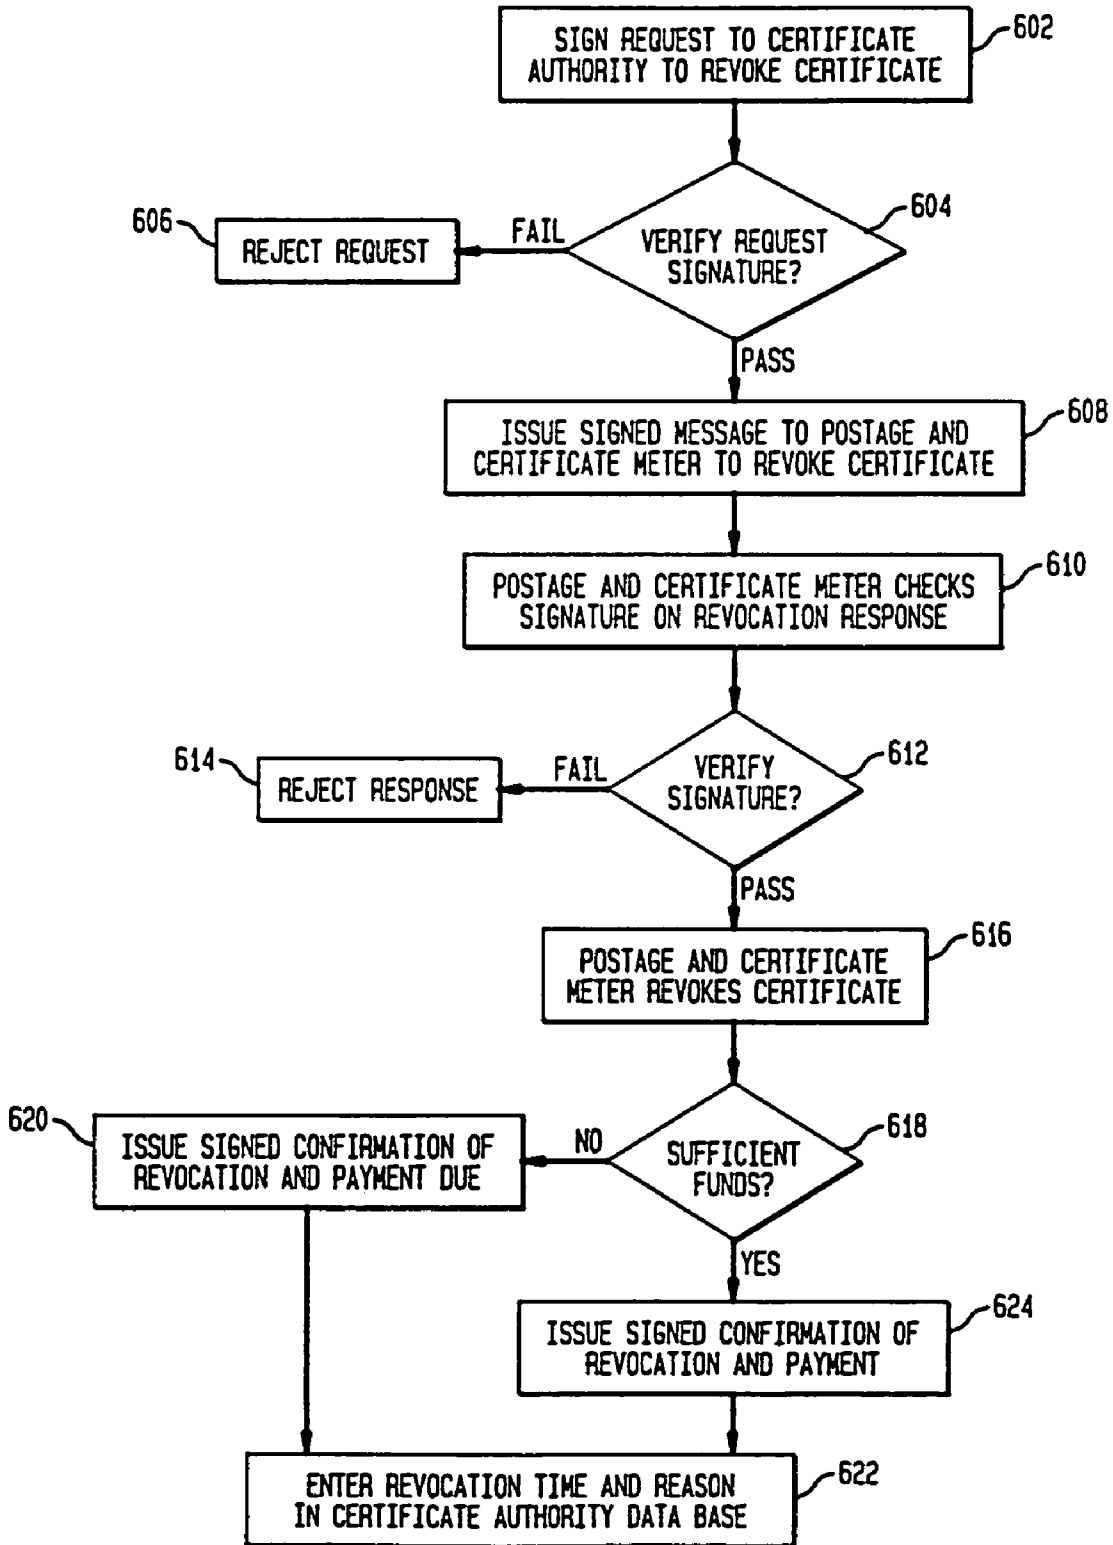 SIGN REQUEST TO CERTIFICATE
AUTHORITY TO REVOKE CERTIFICATE
602
604
VERIFY REQUEST
SIGNATURE?
FAIL
606
REJECT REQUEST
PASS
608
ISSUE SIGNED MESSAGE TO POSTAGE AND
CERTIFICATE METER TO REVOKE CERTIFICATE
610
POSTAGE AND CERTIFICATE METER CHECKS
SIGNATURE ON REVOCATION RESPONSE
612
VERIFY
SIGNATURE?
FAIL
614
REJECT RESPONSE
PASS
616
POSTAGE AND CERTIFICATE
METER REVOKES CERTIFICATE
618
SUFFICIENT
FUNDS?
NO
620
ISSUE SIGNED CONFIRMATION OF
REVOCATION AND PAYMENT DUE
YES
624
ISSUE SIGNED CONFIRMATION OF
REVOCATION AND PAYMENT
622
ENTER REVOCATION TIME AND REASON
IN CERTIFICATE AUTHORITY DATA BASE